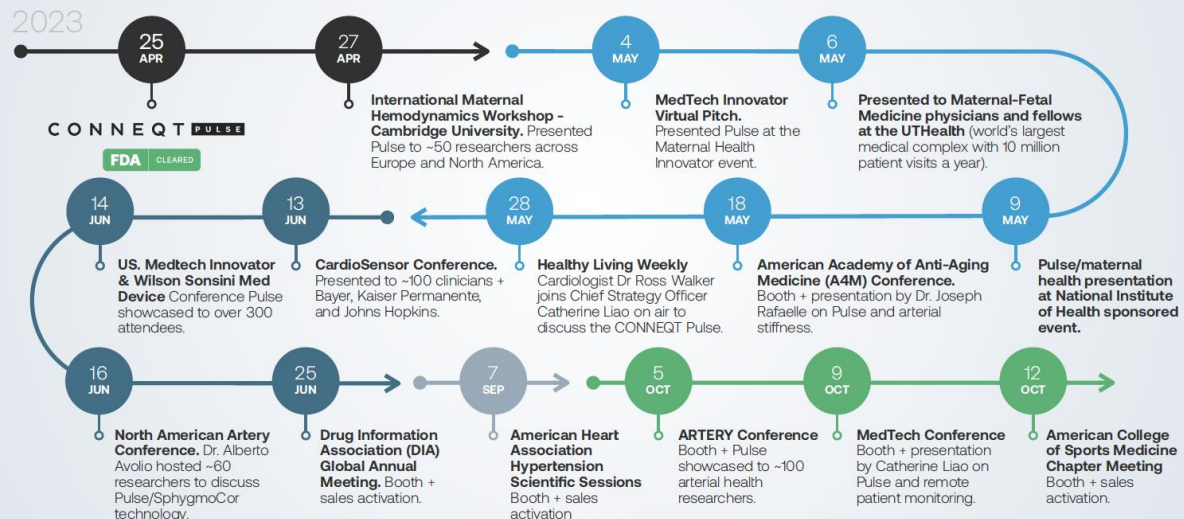 2023
25
APR
27
APR
4
MAY
6
MAY
CONNEQT PULSE
FDA CLEARED
International Maternal
Hemodynamics Workshop -
Cambridge University. Presented
Pulse to ~50 researchers across
Europe and North America.
MedTech Innovator
Virtual Pitch.
Presented Pulse at the
Maternal Health
Innovator event.
Presented to Maternal-Fetal
Medicine physicians and fellows
at the UTHealth (world's largest
medical complex with 10 million
patient visits a year).
14
JUN
13
JUN
28
MAY
18
MAY
9
MAY
US. Medtech Innovator
& Wilson Sonsini Med
Device Conference Pulse
showcased to over 300
attendees.
CardioSensor Conference.
Presented to ~100 clinicians +
Bayer, Kaiser Permanente,
and Johns Hopkins.
Healthy Living Weekly
Cardiologist Dr Ross Walker
joins Chief Strategy Officer
Catherine Liao on air to
discuss the CONNEQT Pulse.
American Academy of Anti-Aging
Medicine (A4M) Conference.
Booth + presentation by Dr. Joseph
Rafaelle on Pulse and arterial
stiffness.
Pulse/maternal
health presentation
at National Institute
of Health sponsored
event.
16
JUN
25
JUN
7
SEP
5
OCT
9
OCT
12
OCT
North American Artery
Conference. Dr. Alberto
Avolio hosted ~60
researchers to discuss
Pulse/SphygmoCor
technology.
Drug Information
Association (DIA)
Global Annual
Meeting. Booth +
sales activation.
American Heart
Association
Hypertension
Scientific Sessions
Booth + sales
activation
ARTERY Conference
Booth + Pulse
showcased to ~100
arterial health
researchers.
MedTech Conference
Booth + presentation
by Catherine Liao on
Pulse and remote
patient monitoring.
American College
of Sports Medicine
Chapter Meeting
Booth + sales
activation.